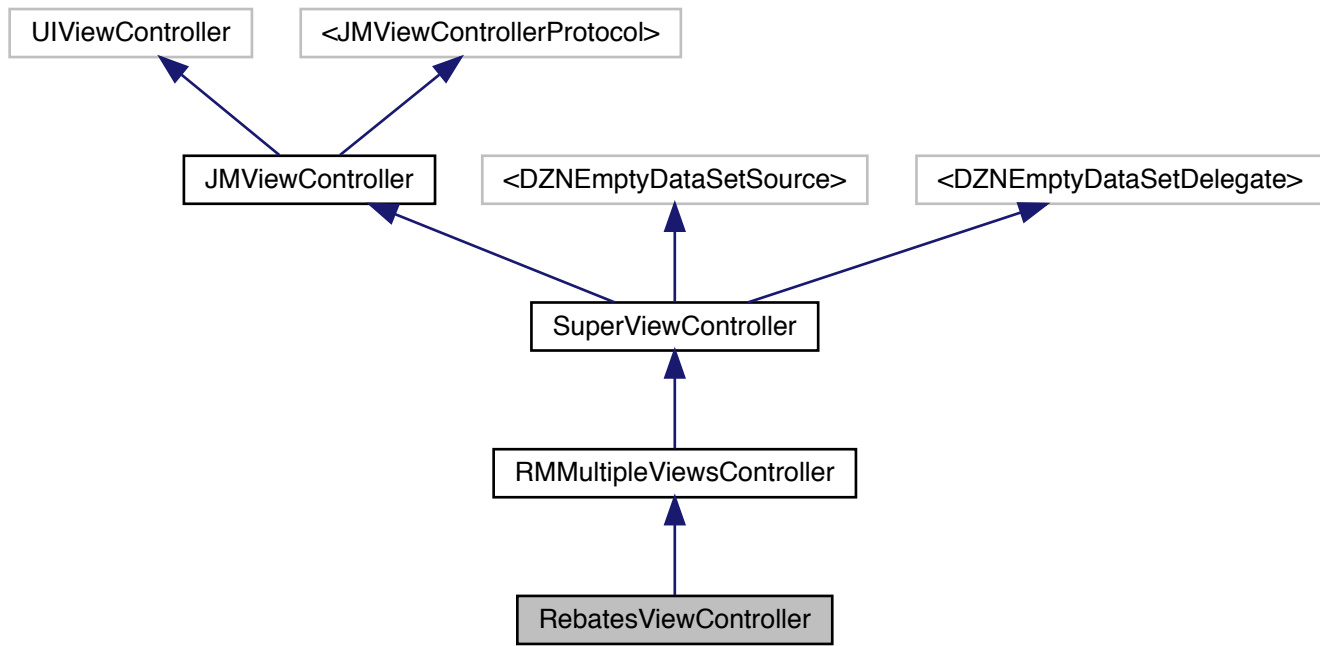 UIViewController
<JMViewControllerProtocol>
JMViewController
<DZNEmptyDataSetSource>
<DZNEmptyDataSetDelegate>
SuperViewController
RMMultipleViewsController
RebatesViewController